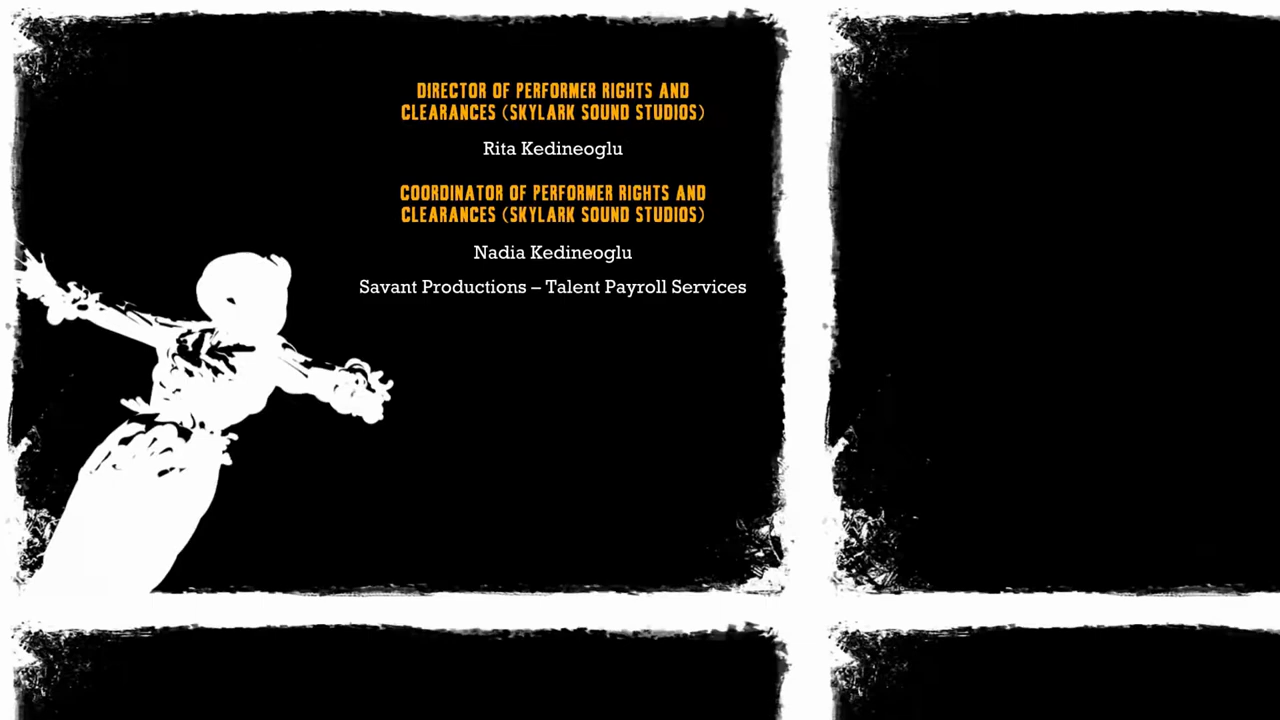 DIRECTOR OF PERFORMER RIGHTS AND
CLEARANCES (SKYLARK SOUND STUDIOS)
Rita Kedineoglu
COORDINATOR OF PERFORMER RIGHTS AND
CLEARANCES (SKYLARK SOUND STUDIOS)
Nadia Kedineoglu
Savant Productions – Talent Payroll Services